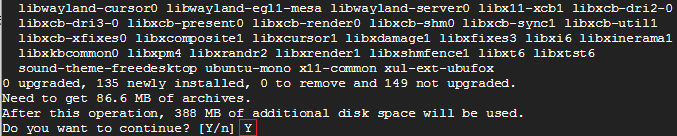 libwayland-cursor0 libwayland-egl1-mesa libwayland-server0 libx11-xcb1 libxcb-dri2-0
libxcb-dri3-0 libxcb-present0 libxcb-render0 libxcb-shm0 libxcb-sync1 libxcb-util1
libxcb-xfixes0 libxcomposite1 libxcursor1 libxdamage1 libxfixes3 libxi6 libxinerama1
libxkbcommon0 libxpm4 libxrandr2 libxrender1 libxshmfence1 libxt6 libxtst6
sound-theme-freedesktop ubuntu-mono x11-common xul-ext-ubufox
0 upgraded, 135 newly installed, 0 to remove and 149 not upgraded.
Need to get 86.6 MB of archives.
After this operation, 388 MB of additional disk space will be used.
Do you want to continue? [Y/n] Y